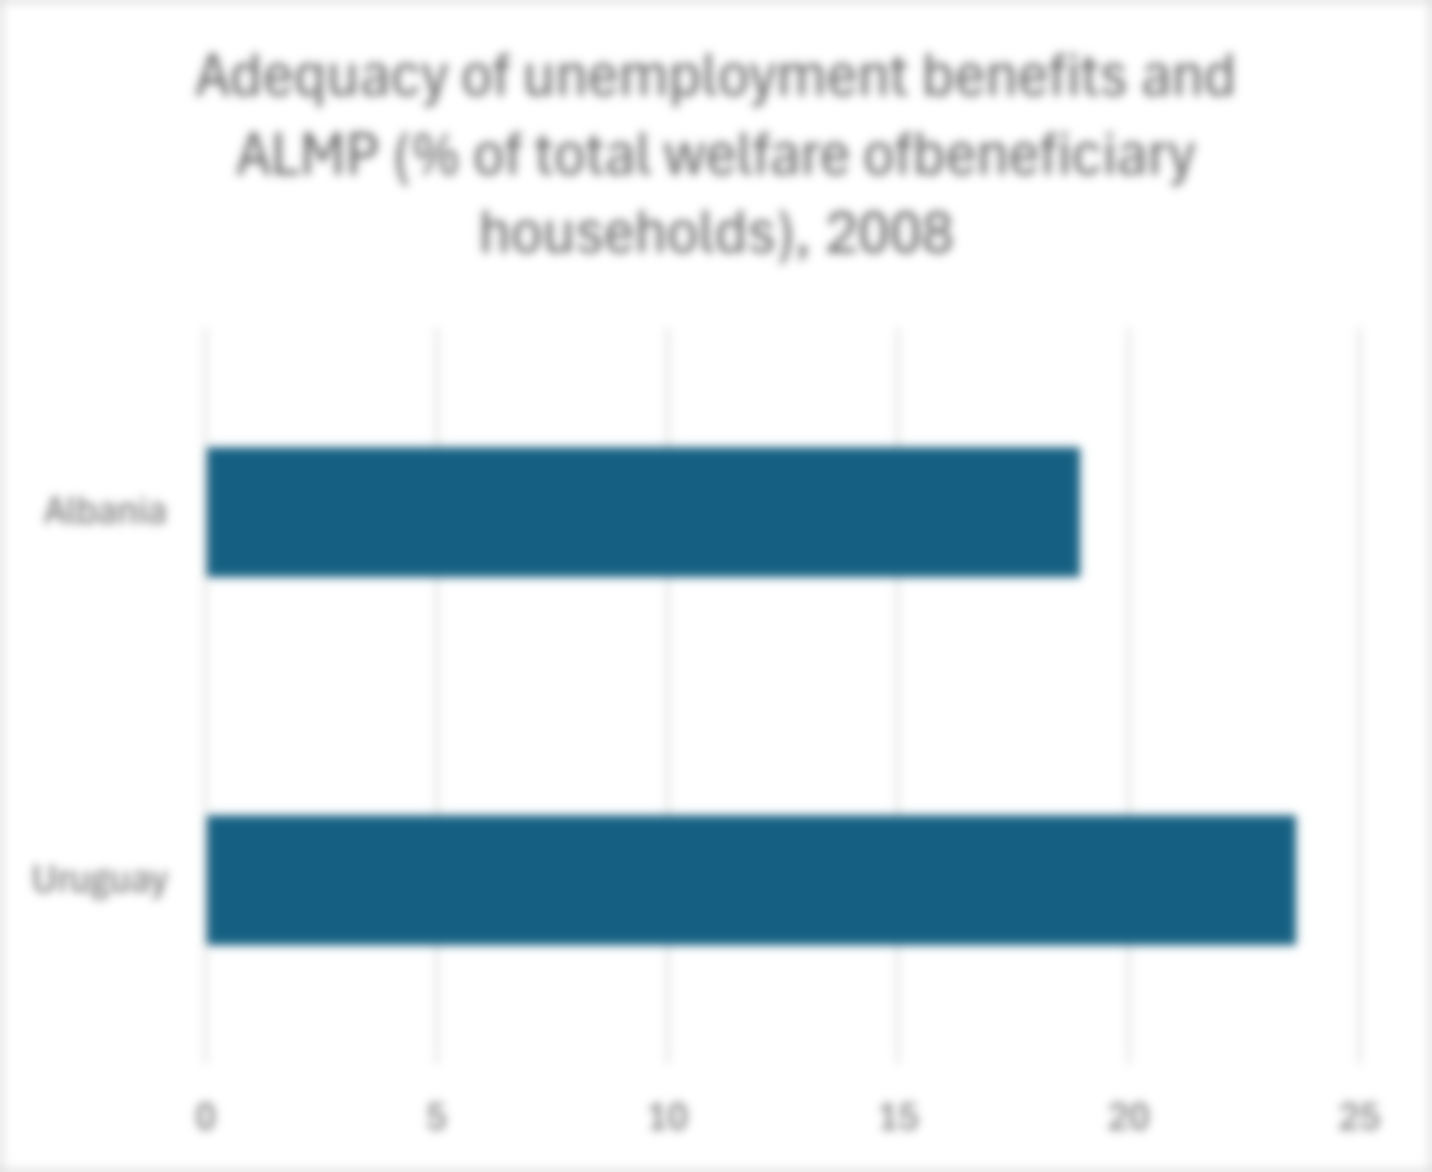 Adequacy of unemployment benefits and
ALMP (% of total welfare ofbeneficiary
households), 2008
Albania
Uruguay
0 5 10 15 20 25